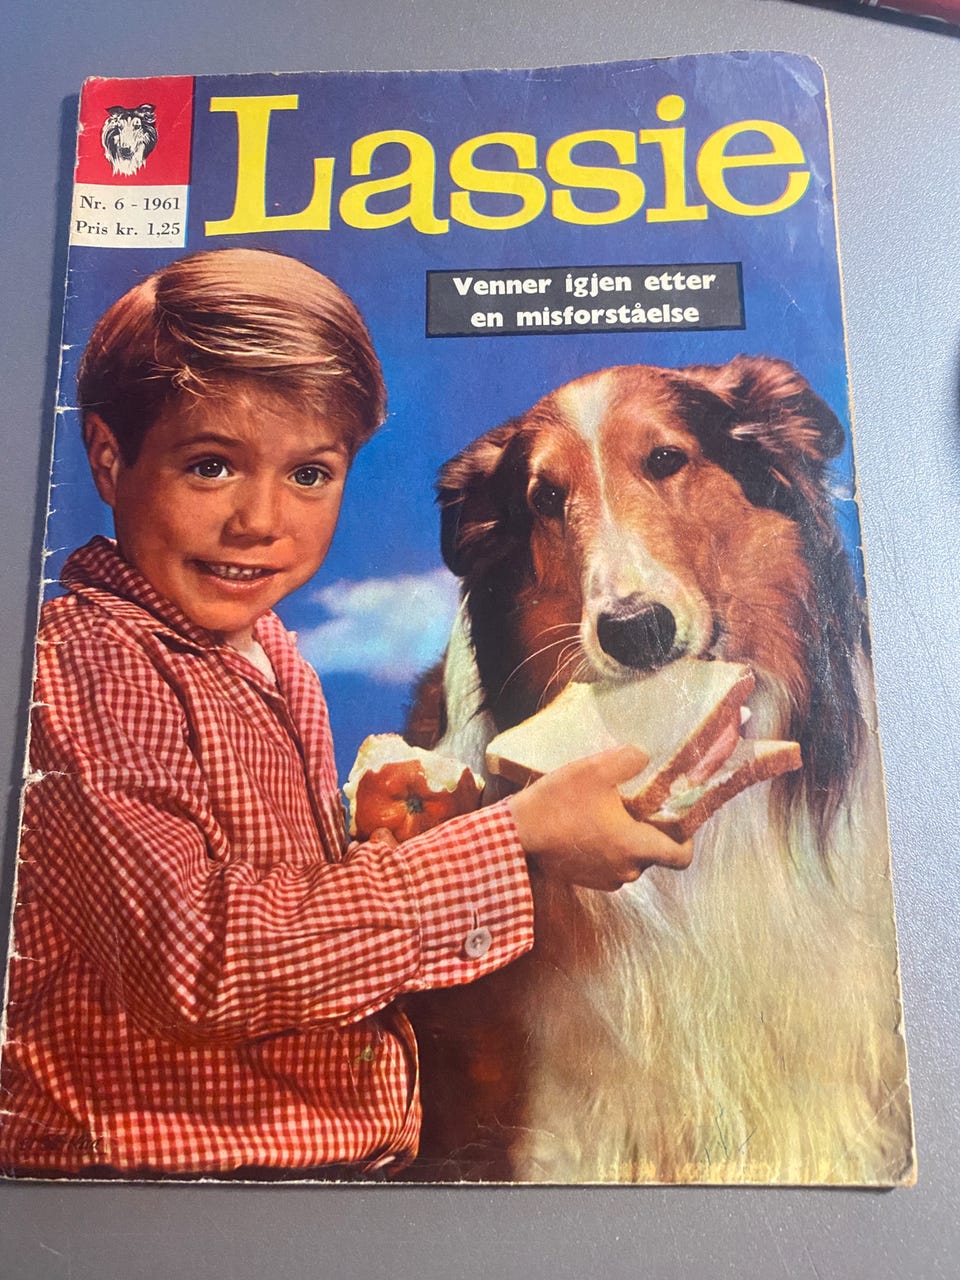 Lassie
Nr. 6 - 1961
Pris kr. 1,25
Venner igjen etter
en misforståelse